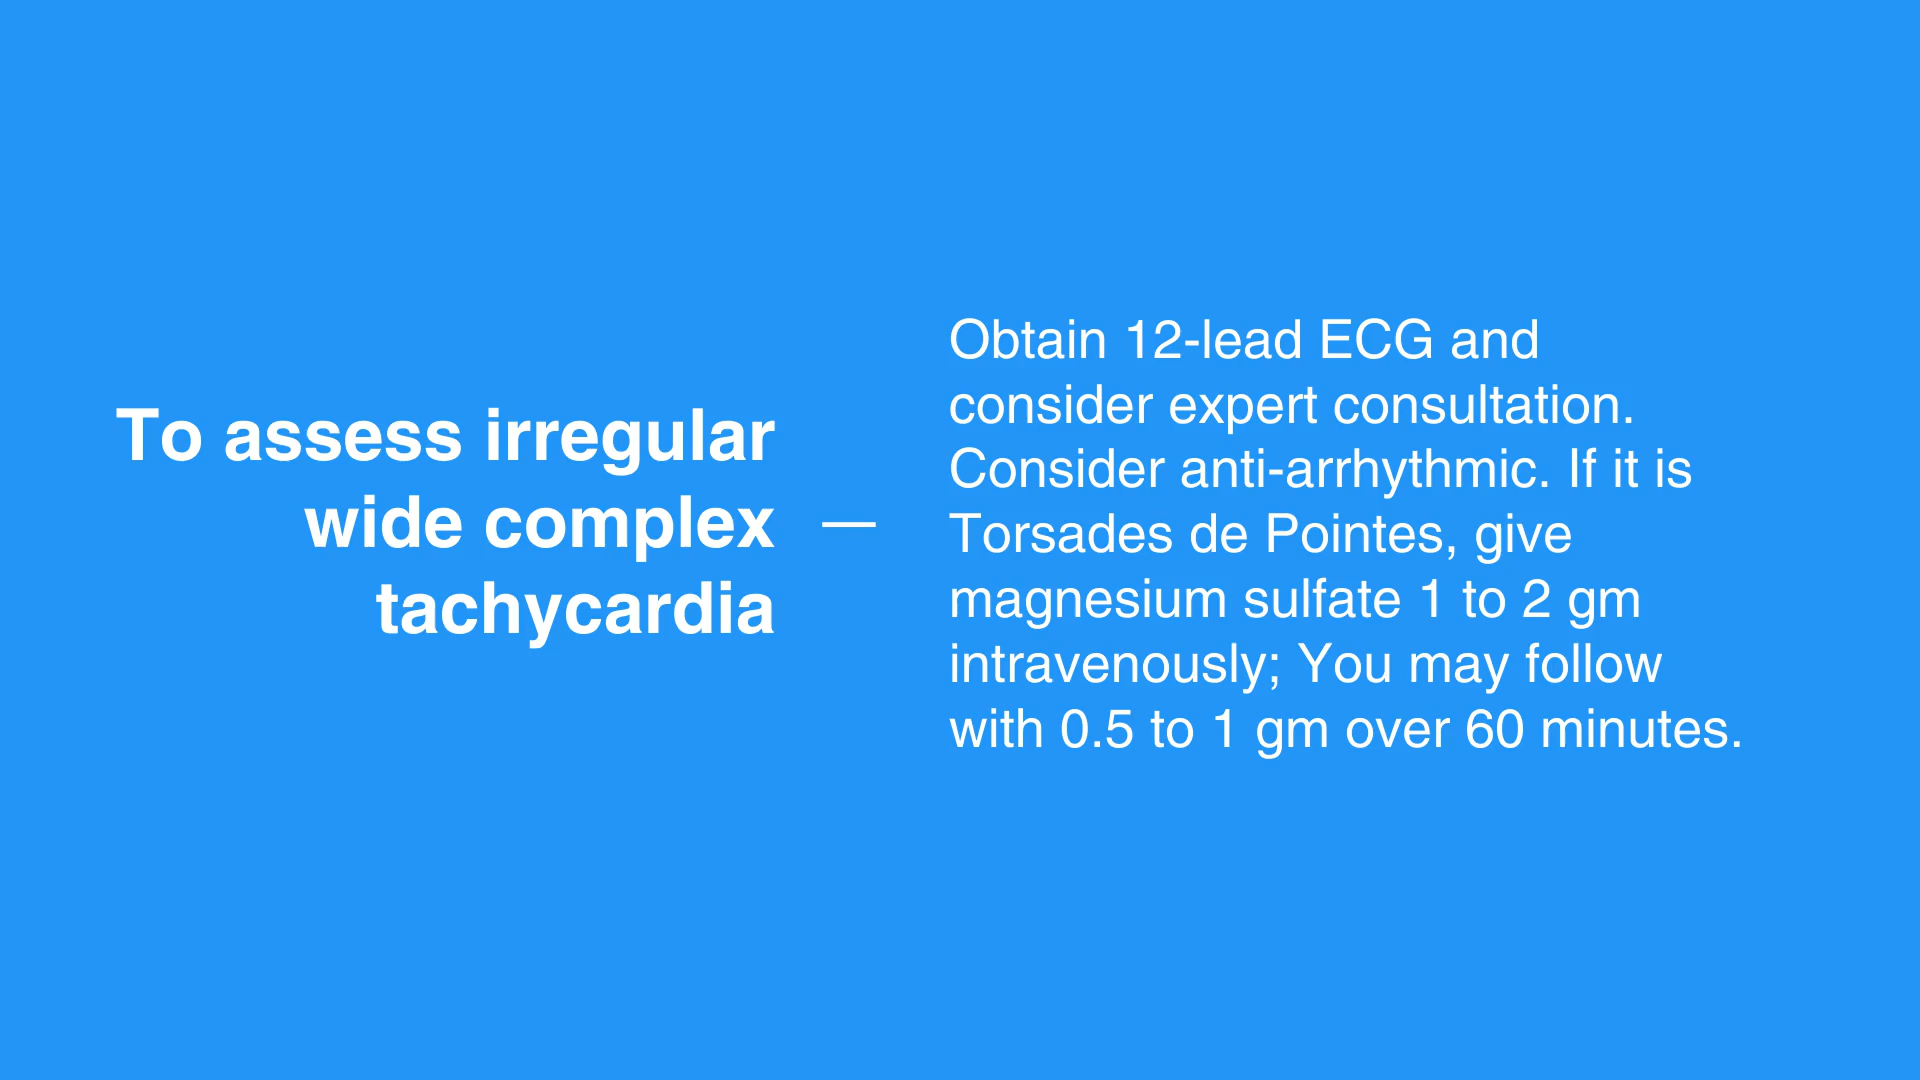 To assess irregular
wide complex
tachycardia
—
Obtain 12-lead ECG and
consider expert consultation.
Consider anti-arrhythmic. If it is
Torsades de Pointes, give
magnesium sulfate 1 to 2 gm
intravenously; You may follow
with 0.5 to 1 gm over 60 minutes.